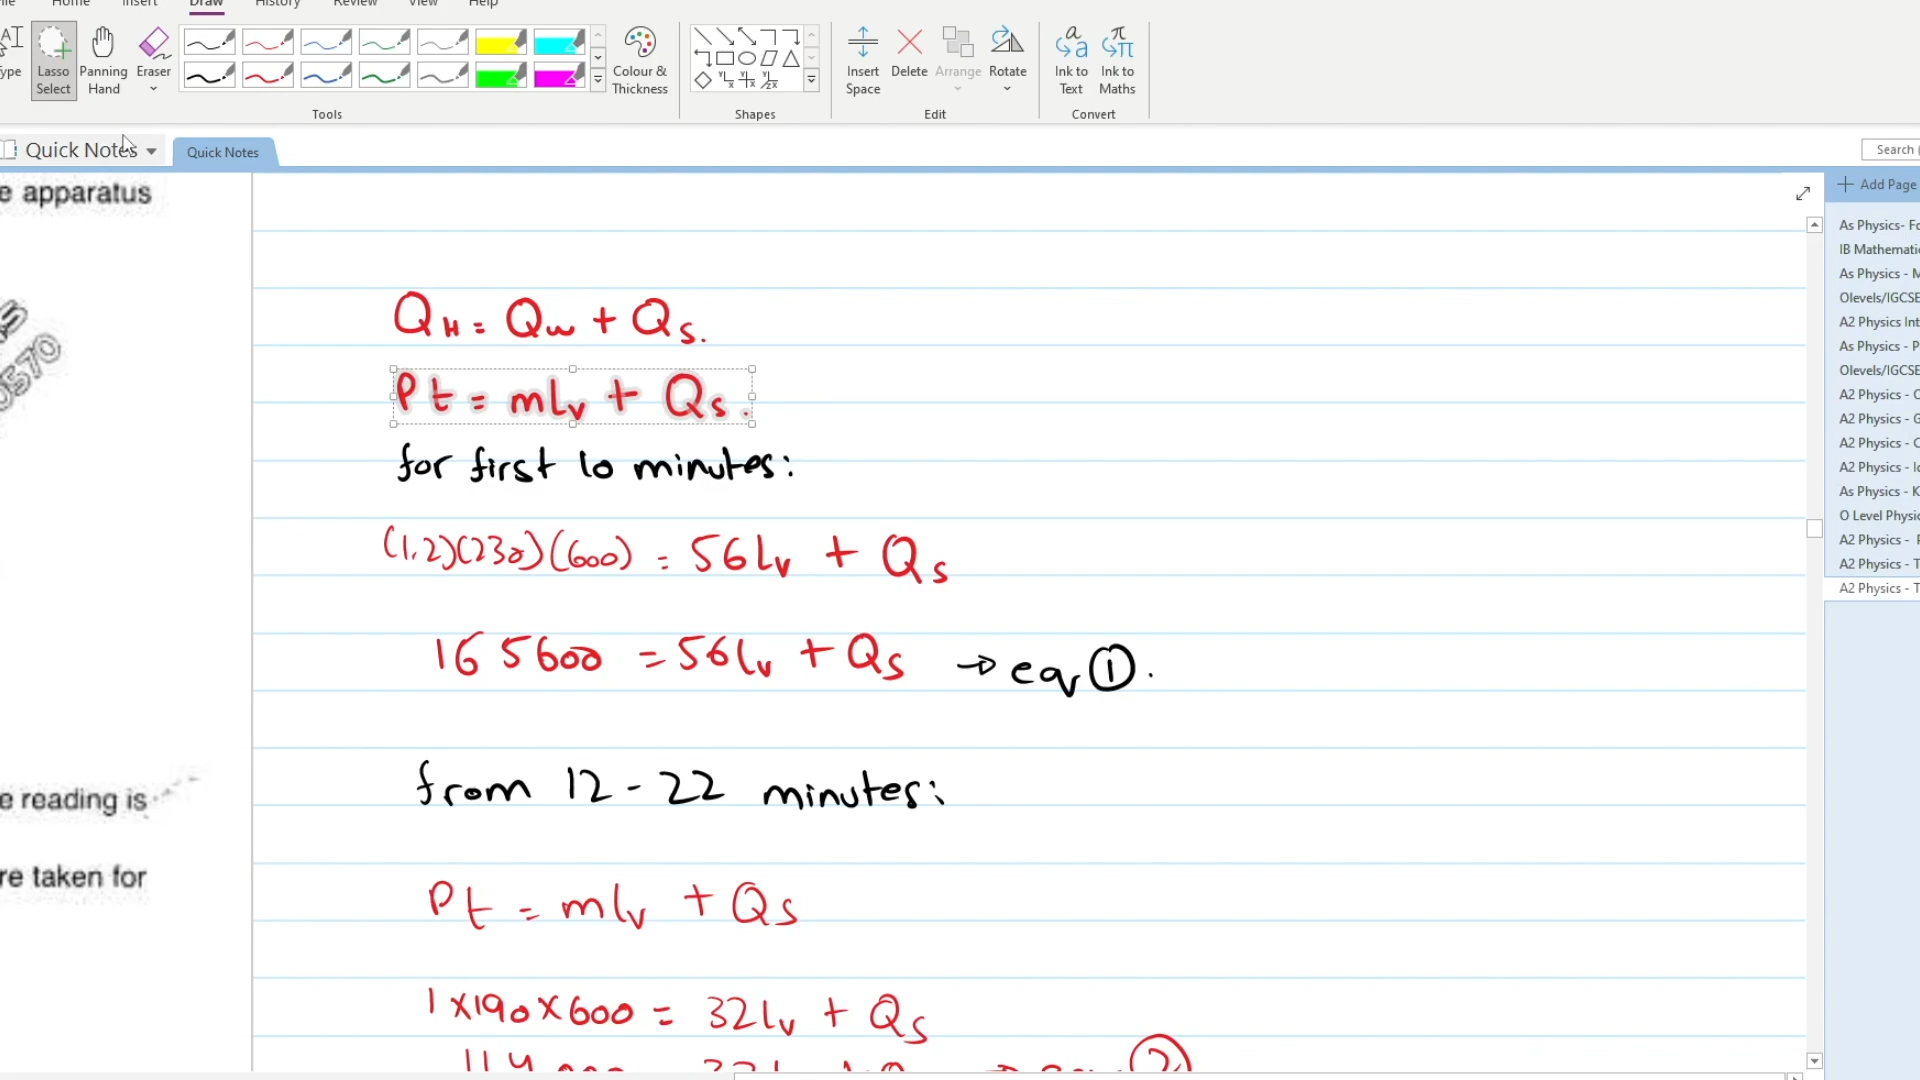 Home Insert Draw History Review View Help
Type
Lasso Select
Panning Hand
Eraser
Colour & Thickness
Insert Space
Delete
Arrange
Rotate
Ink to Text
Ink to Maths
Tools
Shapes
Edit
Convert
Quick Notes
Quick Notes
Search
Add Page
e apparatus
0570
e reading is
re taken for
QH = Qw + Qs.
Pt = mLv + Qs.
for first 10 minutes:
(1.2)(230)(600) = 56Lv + Qs
165600 = 56Lv + Qs → eq ①.
from 12 - 22 minutes:
Pt = mLv + Qs
1 x 190 x 600 = 32Lv + Qs
As Physics- Fo
IB Mathematic
As Physics - M
Olevels/IGCSE
A2 Physics Int
As Physics - P
Olevels/IGCSE
A2 Physics - C
A2 Physics - G
A2 Physics - C
A2 Physics - Id
As Physics - K
O Level Physic
A2 Physics - P
A2 Physics - T
A2 Physics - T